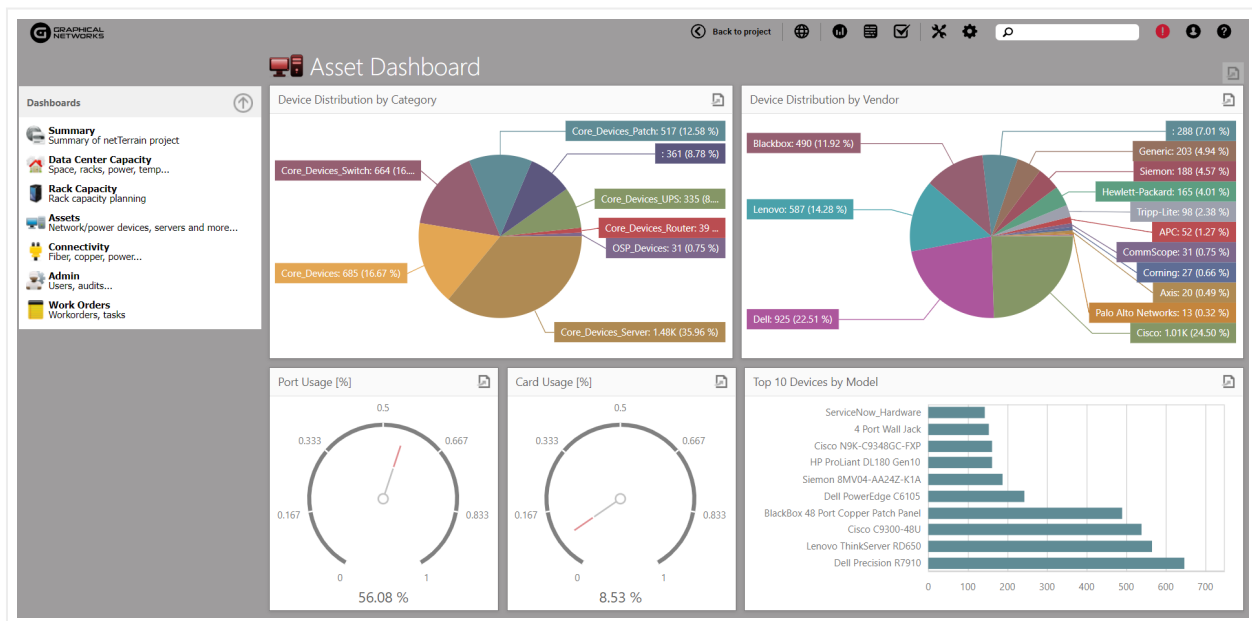 GRAPHICAL
NETWORKS
Back to project
Asset Dashboard
Dashboards
Summary
Summary of netTerrain project
Data Center Capacity
Space, racks, power, temp...
Rack Capacity
Rack capacity planning
Assets
Network/power devices, servers and more...
Connectivity
Fiber, copper, power...
Admin
Users, audits...
Work Orders
Workorders, tasks
Device Distribution by Category
Core_Devices_Patch: 517 (12.58 %)
: 361 (8.78 %)
Core_Devices_Switch: 664 (16....
Core_Devices_UPS: 335 (8....
Core_Devices_Router: 39 ...
OSP_Devices: 31 (0.75 %)
Core_Devices: 685 (16.67 %)
Core_Devices_Server: 1.48K (35.96 %)
Device Distribution by Vendor
: 288 (7.01 %)
Blackbox: 490 (11.92 %)
Generic: 203 (4.94 %)
Siemon: 188 (4.57 %)
Hewlett-Packard: 165 (4.01 %)
Lenovo: 587 (14.28 %)
Tripp-Lite: 98 (2.38 %)
APC: 52 (1.27 %)
CommScope: 31 (0.75 %)
Corning: 27 (0.66 %)
Axis: 20 (0.49 %)
Palo Alto Networks: 13 (0.32 %)
Dell: 925 (22.51 %)
Cisco: 1.01K (24.50 %)
Port Usage [%]
0.5
0.333
0.667
0.167
0.833
0
1
56.08 %
Card Usage [%]
0.5
0.333
0.667
0.167
0.833
0
1
8.53 %
Top 10 Devices by Model
ServiceNow_Hardware
4 Port Wall Jack
Cisco N9K-C9348GC-FXP
HP ProLiant DL180 Gen10
Siemon 8MV04-AA24Z-K1A
Dell PowerEdge C6105
BlackBox 48 Port Copper Patch Panel
Cisco C9300-48U
Lenovo ThinkServer RD650
Dell Precision R7910
0 100 200 300 400 500 600 700